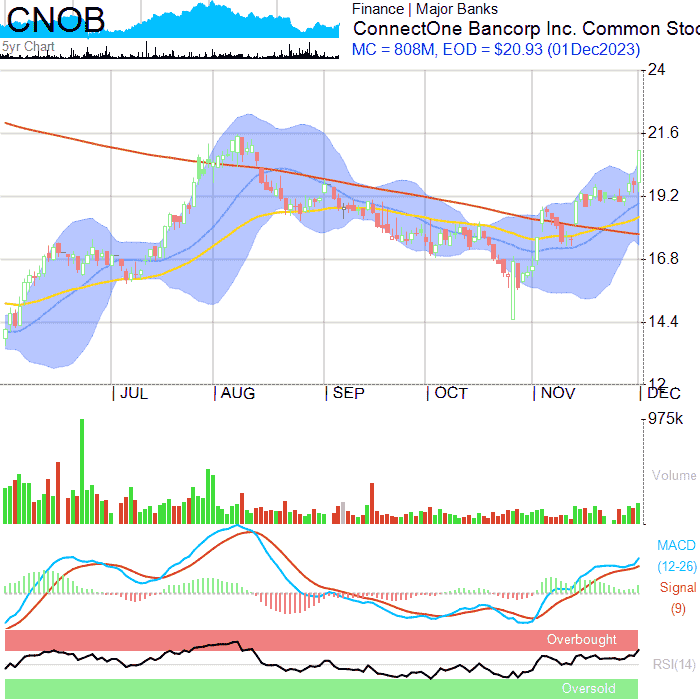 CNOB
5yr Chart
Finance | Major Banks
ConnectOne Bancorp Inc. Common Stoc
MC = 808M, EOD = $20.93 (01Dec2023)
24
21.6
19.2
16.8
14.4
12
JUL AUG SEP OCT NOV DEC
975k
Volume
MACD
(12-26)
Signal
(9)
Overbought
RSI(14)
Oversold